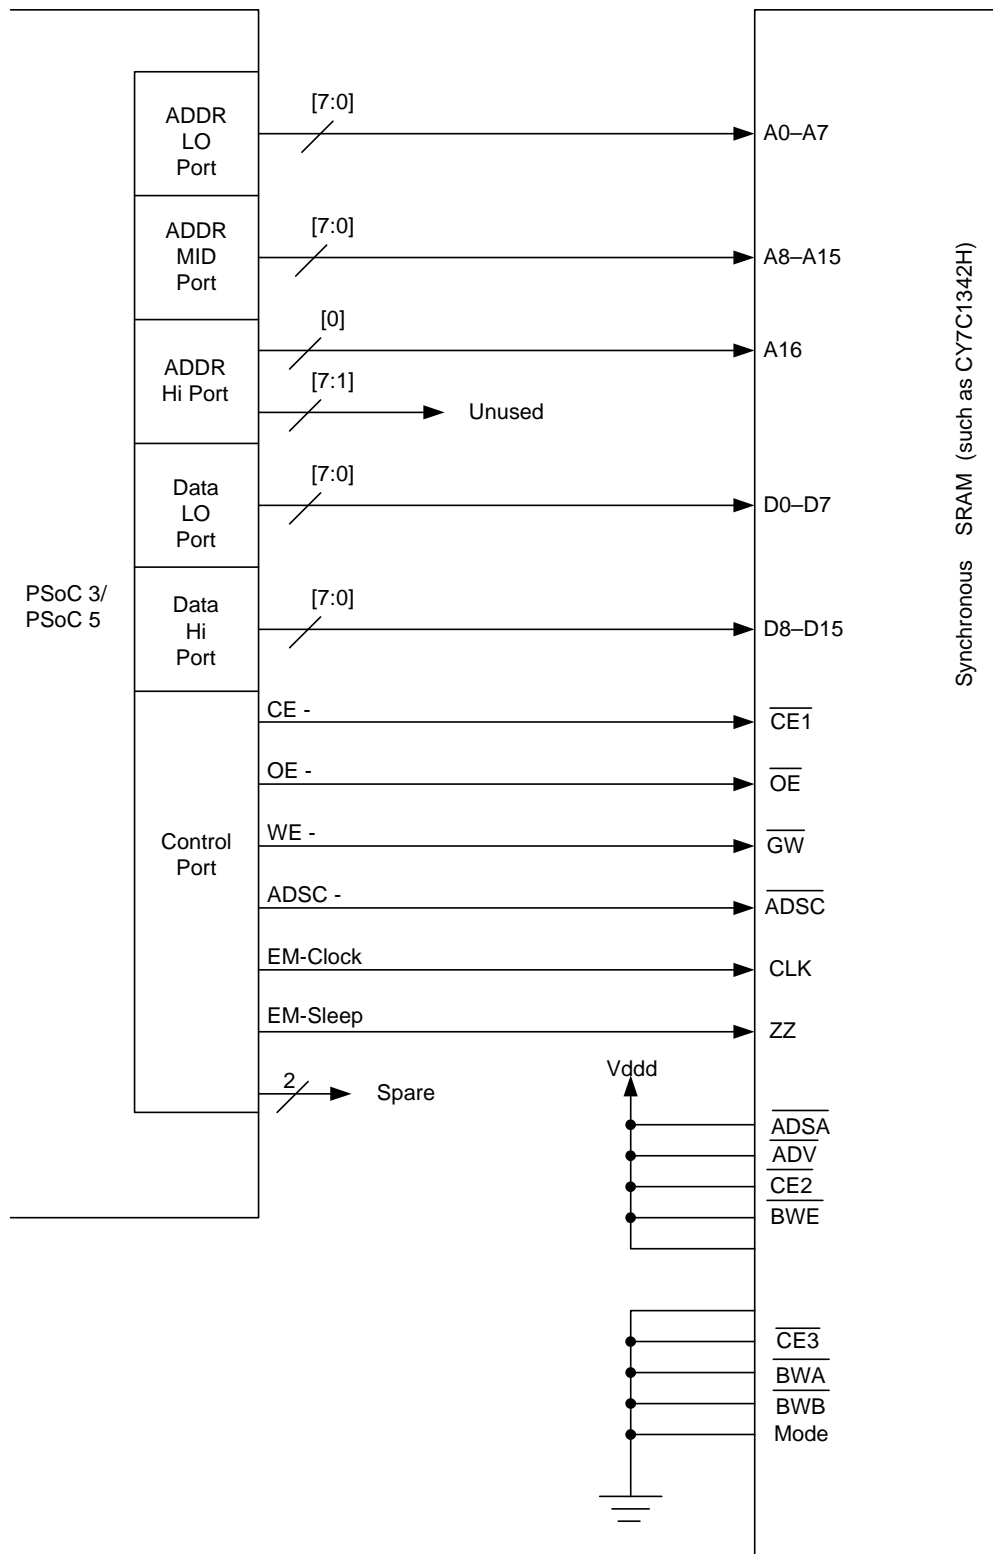 ADDR
LO
Port
[7:0]
A0–A7
ADDR
MID
Port
[7:0]
A8–A15
ADDR
Hi Port
[0]
A16
[7:1]
Unused
Data
LO
Port
[7:0]
D0–D7
PSoC 3/
PSoC 5
Data
Hi
Port
[7:0]
D8–D15
Control
Port
CE -
CE1
OE -
OE
WE -
GW
ADSC -
ADSC
EM-Clock
CLK
EM-Sleep
ZZ
2
Spare
Vddd
ADSA
ADV
CE2
BWE
CE3
BWA
BWB
Mode
Synchronous SRAM (such as CY7C1342H)